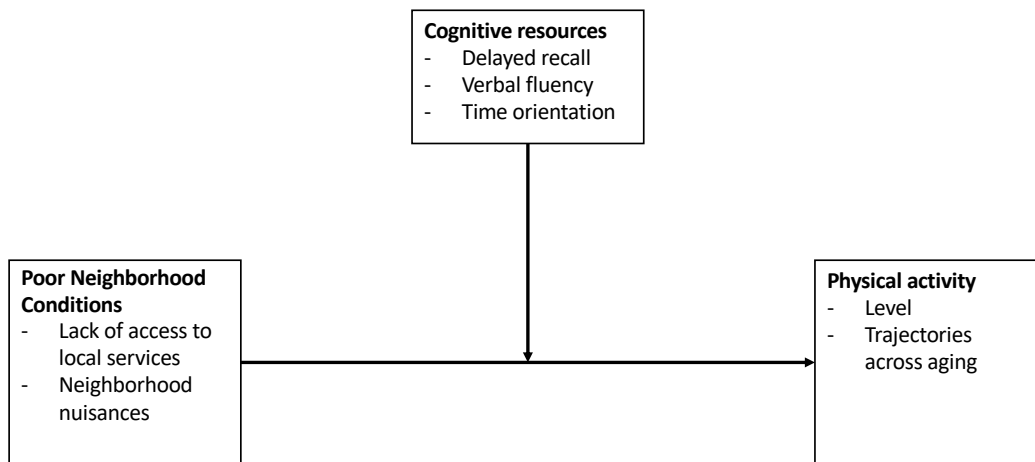 Cognitive resources
- Delayed recall
- Verbal fluency
- Time orientation
Poor Neighborhood
Conditions
- Lack of access to
local services
- Neighborhood
nuisances
Physical activity
- Level
- Trajectories
across aging